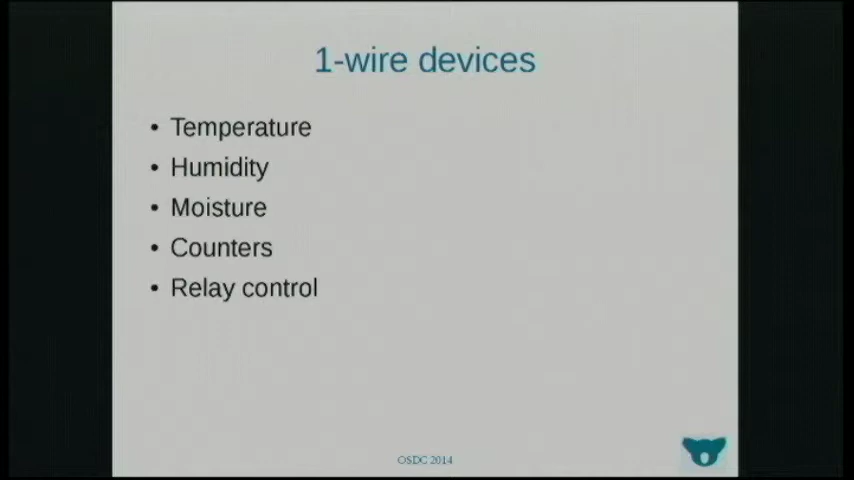 1-wire devices
• Temperature
• Humidity
• Moisture
• Counters
• Relay control
OSDC 2014